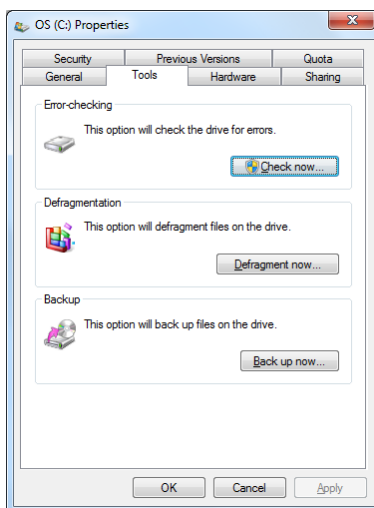 OS (C:) Properties
Security Previous Versions Quota
General Tools Hardware Sharing
Error-checking
This option will check the drive for errors.
Check now...
Defragmentation
This option will defragment files on the drive.
Defragment now...
Backup
This option will back up files on the drive.
Back up now...
OK Cancel Apply